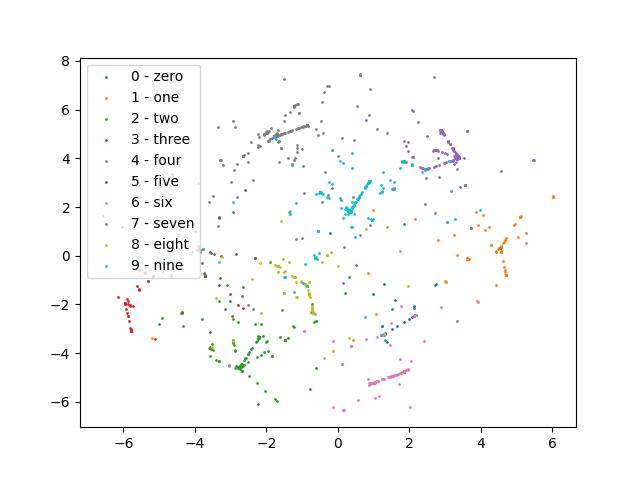 8
6
4
2
0
−2
−4
−6
−6
−4
−2
0
2
4
6
0 - zero
1 - one
2 - two
3 - three
4 - four
5 - five
6 - six
7 - seven
8 - eight
9 - nine